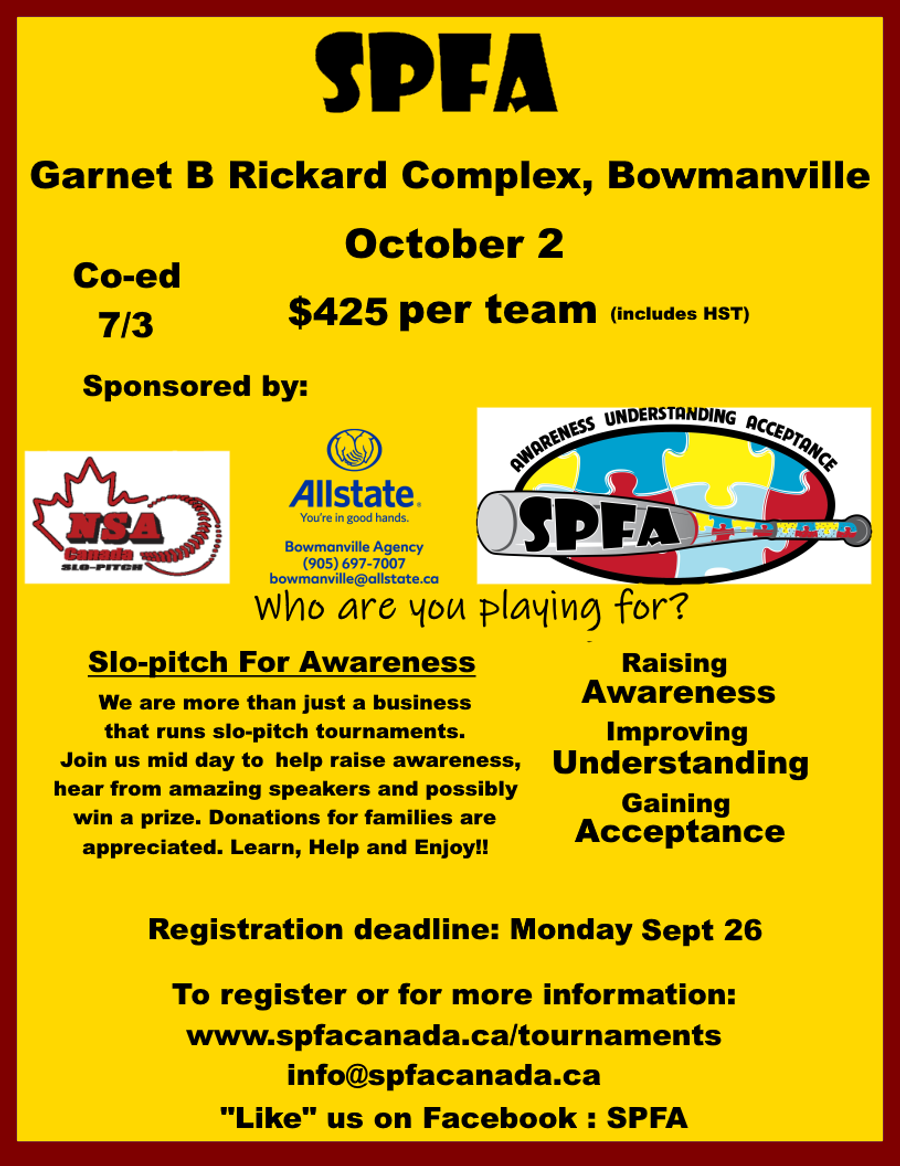 SPFA
Garnet B Rickard Complex, Bowmanville
October 2
Co-ed
7/3
$425 per team (includes HST)
Sponsored by:
NSA
Canada
SLO-PITCH
Allstate®
You're in good hands.
Bowmanville Agency
(905) 697-7007
bowmanville@allstate.ca
AWARENESS UNDERSTANDING ACCEPTANCE
SPFA
Who are you playing for?
Slo-pitch For Awareness
We are more than just a business
that runs slo-pitch tournaments.
Join us mid day to help raise awareness,
hear from amazing speakers and possibly
win a prize. Donations for families are
appreciated. Learn, Help and Enjoy!!
Raising
Awareness
Improving
Understanding
Gaining
Acceptance
Registration deadline: Monday Sept 26
To register or for more information:
www.spfacanada.ca/tournaments
info@spfacanada.ca
"Like" us on Facebook : SPFA